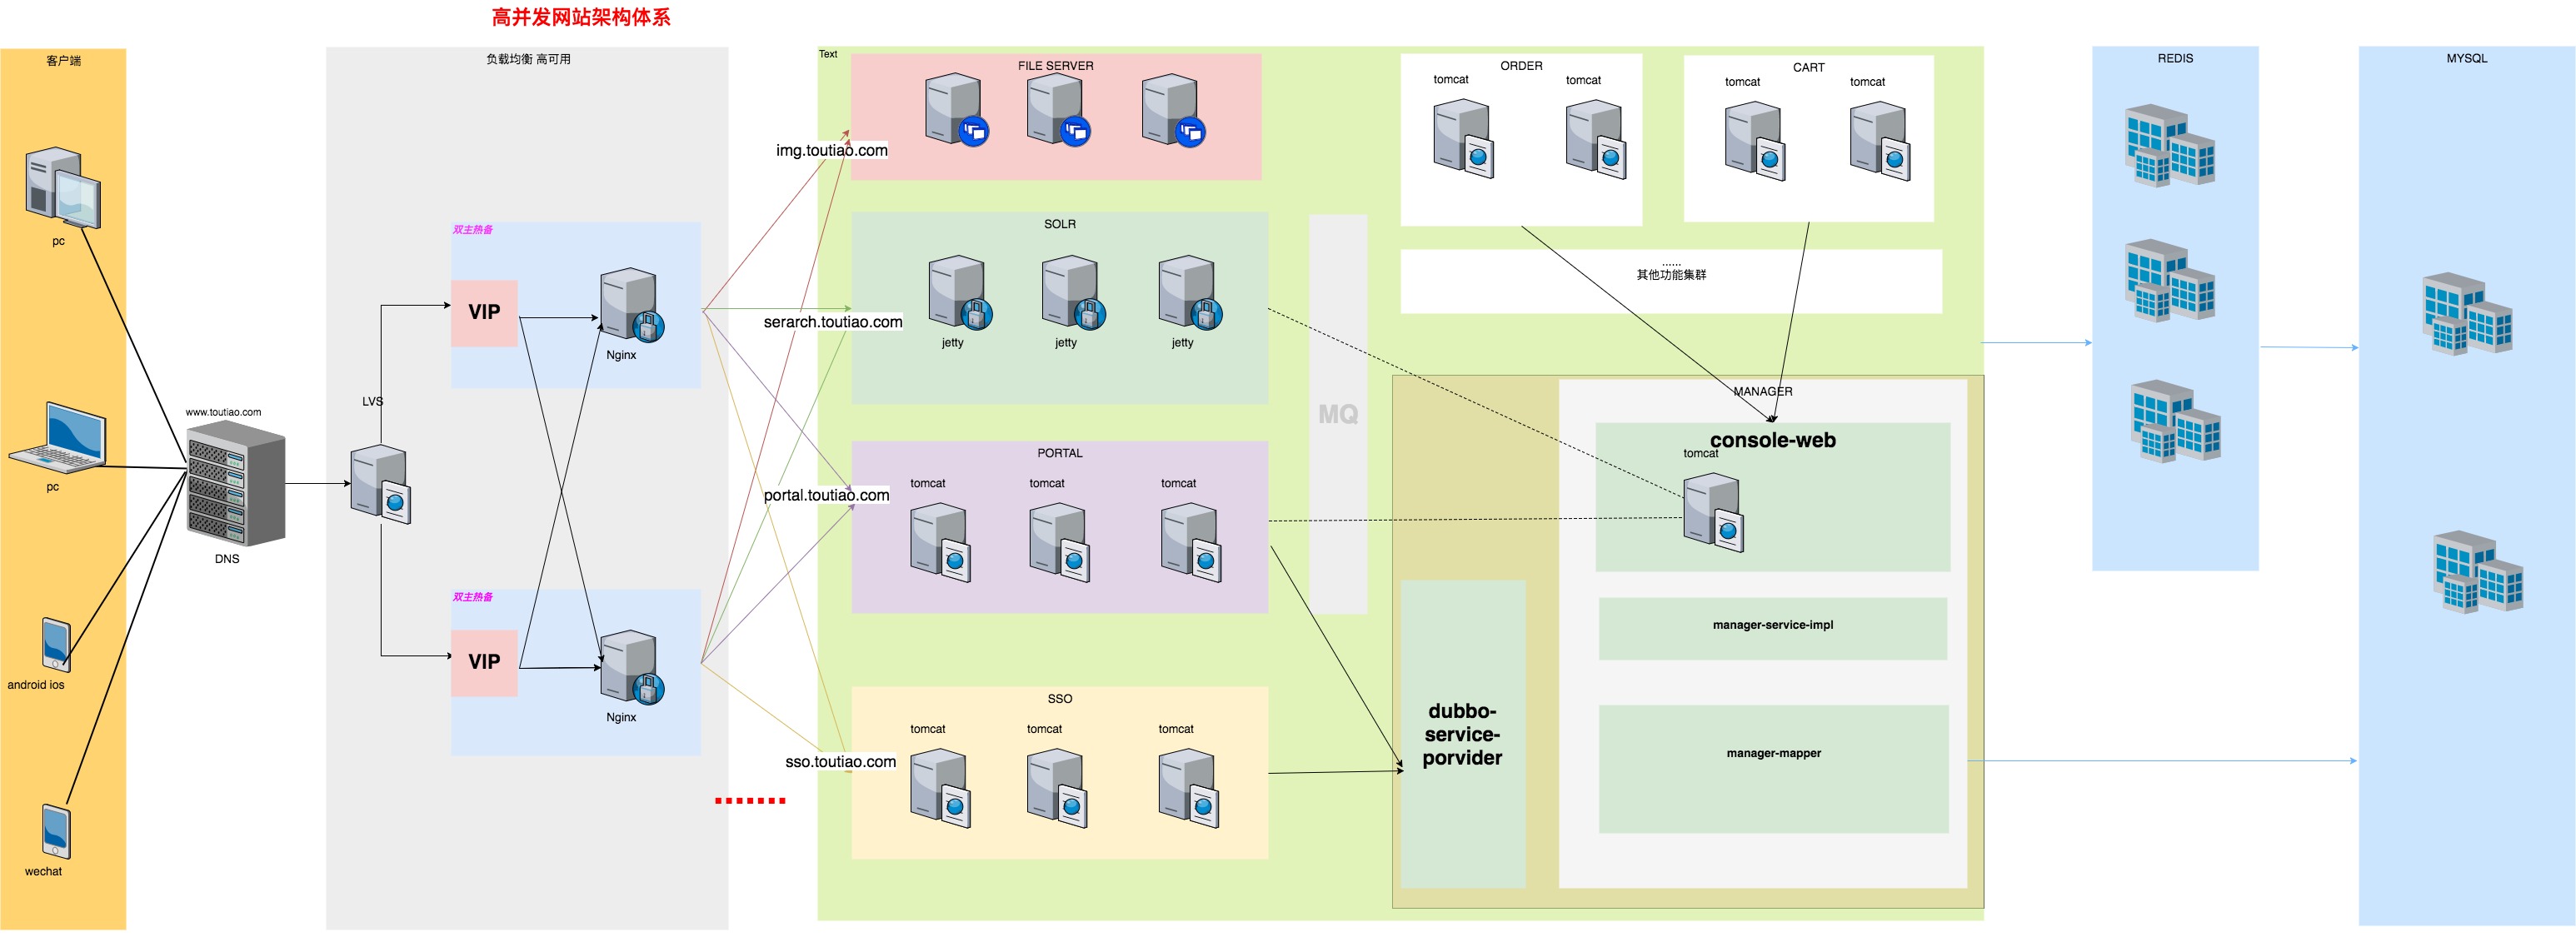 高并发网站架构体系
客户端
pc
pc
android ios
wechat
www.toutiao.com
DNS
负载均衡 高可用
LVS
双主热备
VIP
Nginx
双主热备
VIP
Nginx
img.toutiao.com
serarch.toutiao.com
portal.toutiao.com
sso.toutiao.com
Text
FILE SERVER
SOLR
jetty
jetty
jetty
PORTAL
tomcat
tomcat
tomcat
SSO
tomcat
tomcat
tomcat
MQ
ORDER
tomcat
tomcat
CART
tomcat
tomcat
......
其他功能集群
MANAGER
console-web
tomcat
manager-service-impl
manager-mapper
dubbo-
service-
porvider
REDIS
MYSQL